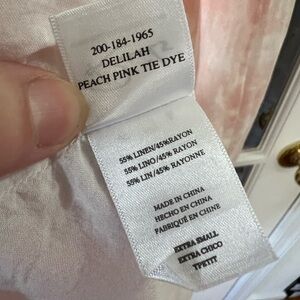 200-184-1965
DELILAH
PEACH PINK TIE DYE
55% LINEN/45% RAYON
55% LINO/45% RAYON
55% LIN/45% RAYONNE
MADE IN CHINA
HECHO EN CHINA
FABRIQUÉ EN CHINE
EXTRA SMALL
EXTRA CHICO
TPETIT